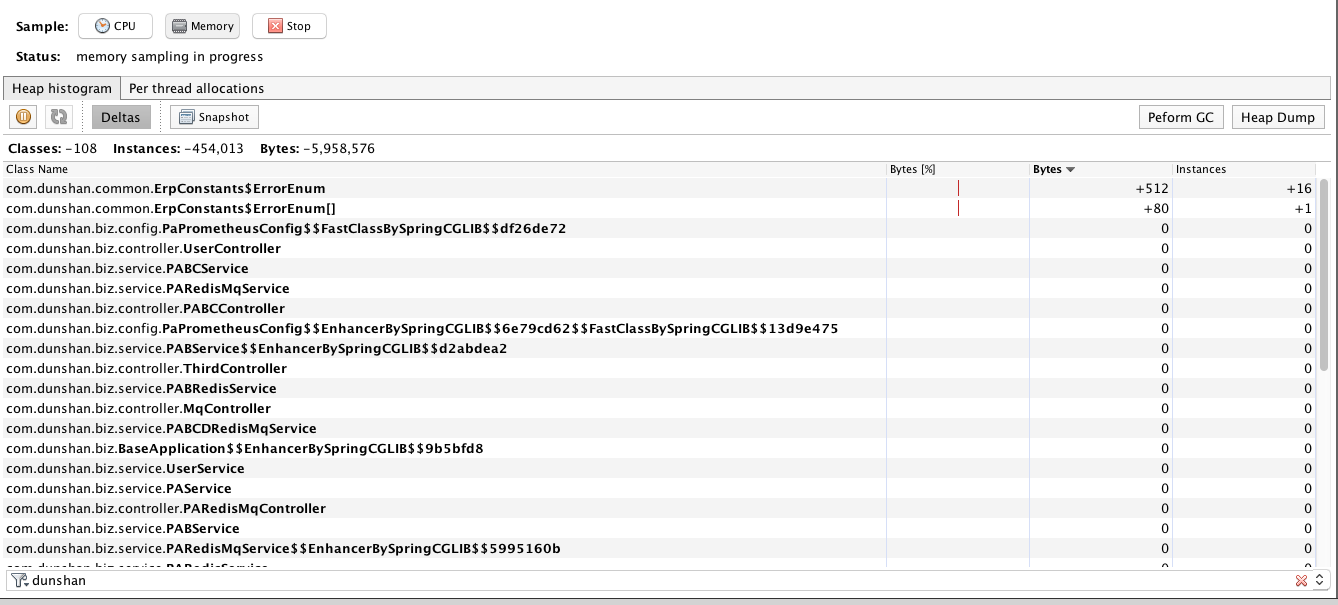 Sample: CPU Memory Stop
Status: memory sampling in progress
Heap histogram Per thread allocations
Deltas Snapshot Peform GC Heap Dump
Classes: -108 Instances: -454,013 Bytes: -5,958,576
Class Name Bytes [%] Bytes Instances
com.dunshan.common.ErpConstants$ErrorEnum +512 +16
com.dunshan.common.ErpConstants$ErrorEnum[] +80 +1
com.dunshan.biz.config.PaPrometheusConfig$$FastClassBySpringCGLIB$$df26de72 0 0
com.dunshan.biz.controller.UserController 0 0
com.dunshan.biz.service.PABCService 0 0
com.dunshan.biz.service.PARedisMqService 0 0
com.dunshan.biz.controller.PABCController 0 0
com.dunshan.biz.config.PaPrometheusConfig$$EnhancerBySpringCGLIB$$6e79cd62$$FastClassBySpringCGLIB$$13d9e475 0 0
com.dunshan.biz.service.PABService$$EnhancerBySpringCGLIB$$d2abdea2 0 0
com.dunshan.biz.controller.ThirdController 0 0
com.dunshan.biz.service.PABRedisService 0 0
com.dunshan.biz.controller.MqController 0 0
com.dunshan.biz.service.PABCDRedisMqService 0 0
com.dunshan.biz.BaseApplication$$EnhancerBySpringCGLIB$$9b5bfd8 0 0
com.dunshan.biz.service.UserService 0 0
com.dunshan.biz.service.PAService 0 0
com.dunshan.biz.controller.PARedisMqController 0 0
com.dunshan.biz.service.PABService 0 0
com.dunshan.biz.service.PARedisMqService$$EnhancerBySpringCGLIB$$5995160b 0 0
dunshan